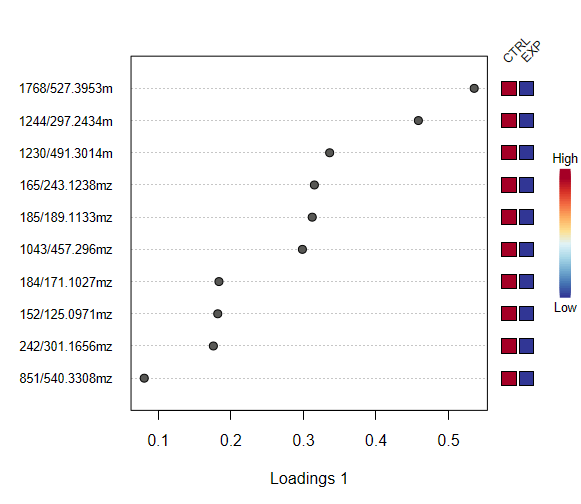 CTRL
EXP
1768/527.3953m
1244/297.2434m
1230/491.3014m
165/243.1238mz
185/189.1133mz
1043/457.296mz
184/171.1027mz
152/125.0971mz
242/301.1656mz
851/540.3308mz
High
Low
0.1 0.2 0.3 0.4 0.5
Loadings 1